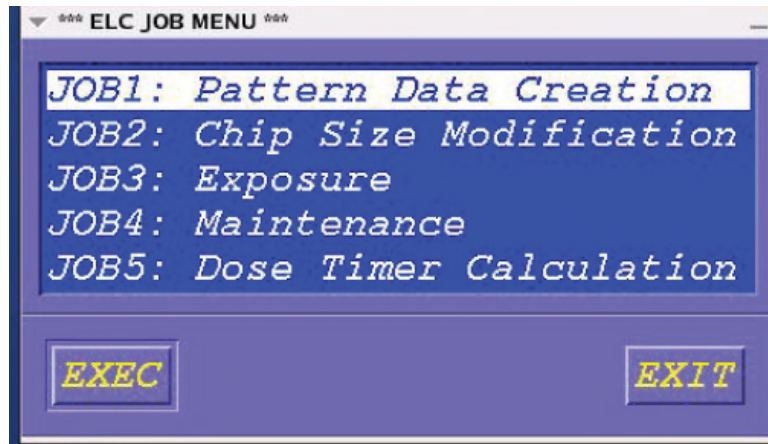 *** ELC JOB MENU ***
JOB1: Pattern Data Creation
JOB2: Chip Size Modification
JOB3: Exposure
JOB4: Maintenance
JOB5: Dose Timer Calculation
EXEC
EXIT